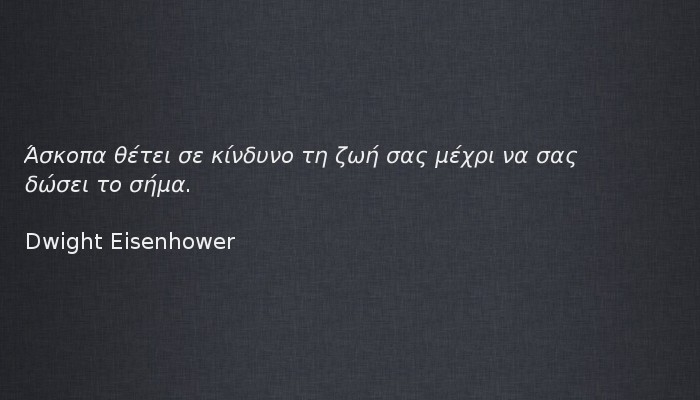 Άσκοπα θέτει σε κίνδυνο τη ζωή σας μέχρι να σας
δώσει το σήμα.
Dwight Eisenhower